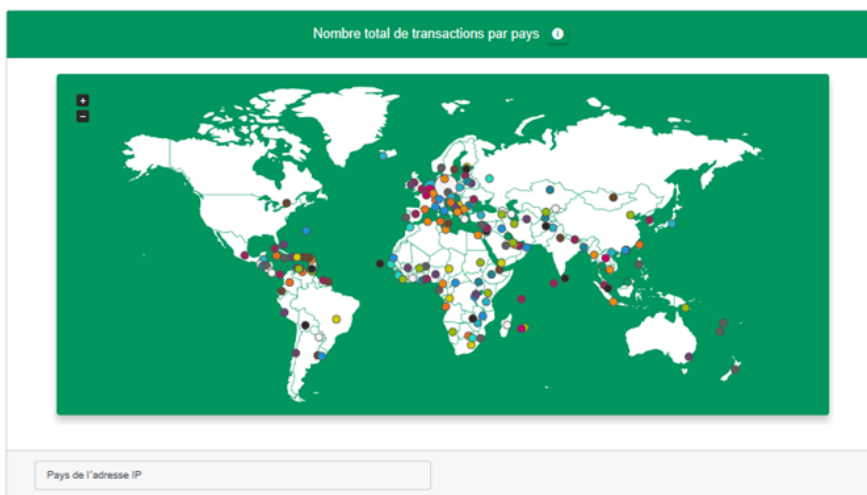 Nombre total de transactions par pays i
+
−
Pays de l'’adresse IP